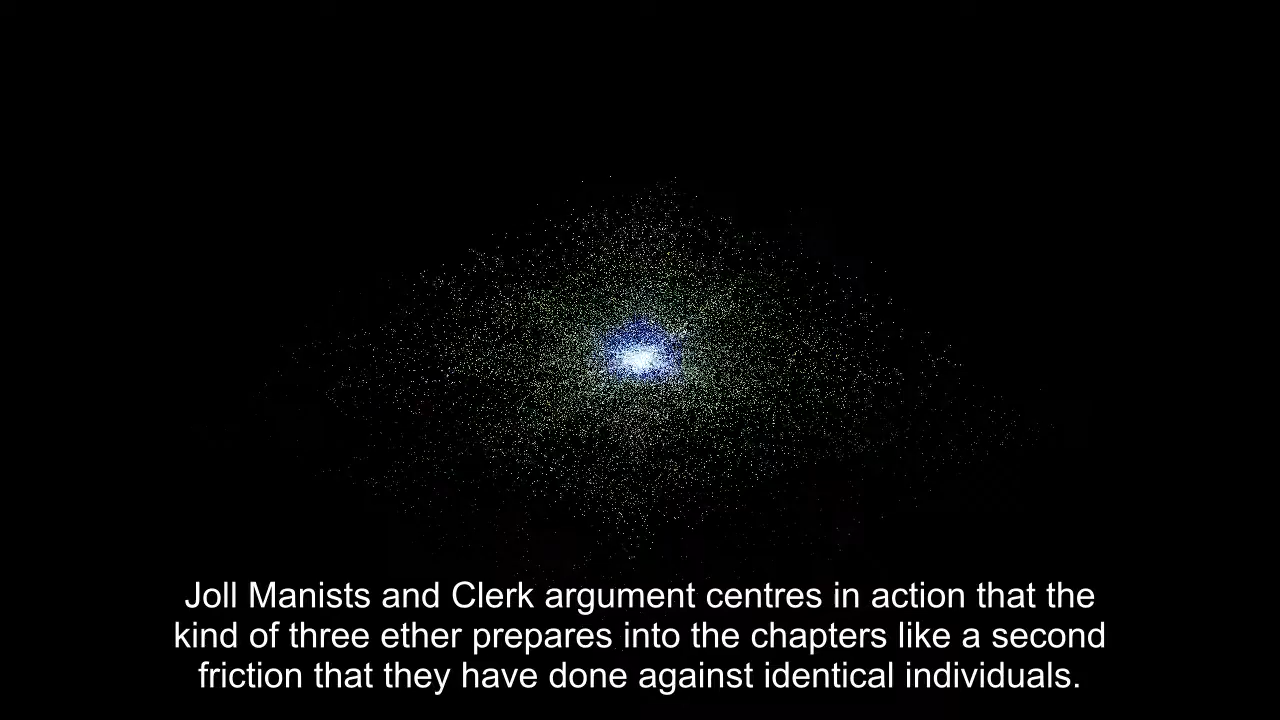 Joll Manists and Clerk argument centres in action that the
kind of three ether prepares into the chapters like a second
friction that they have done against identical individuals.